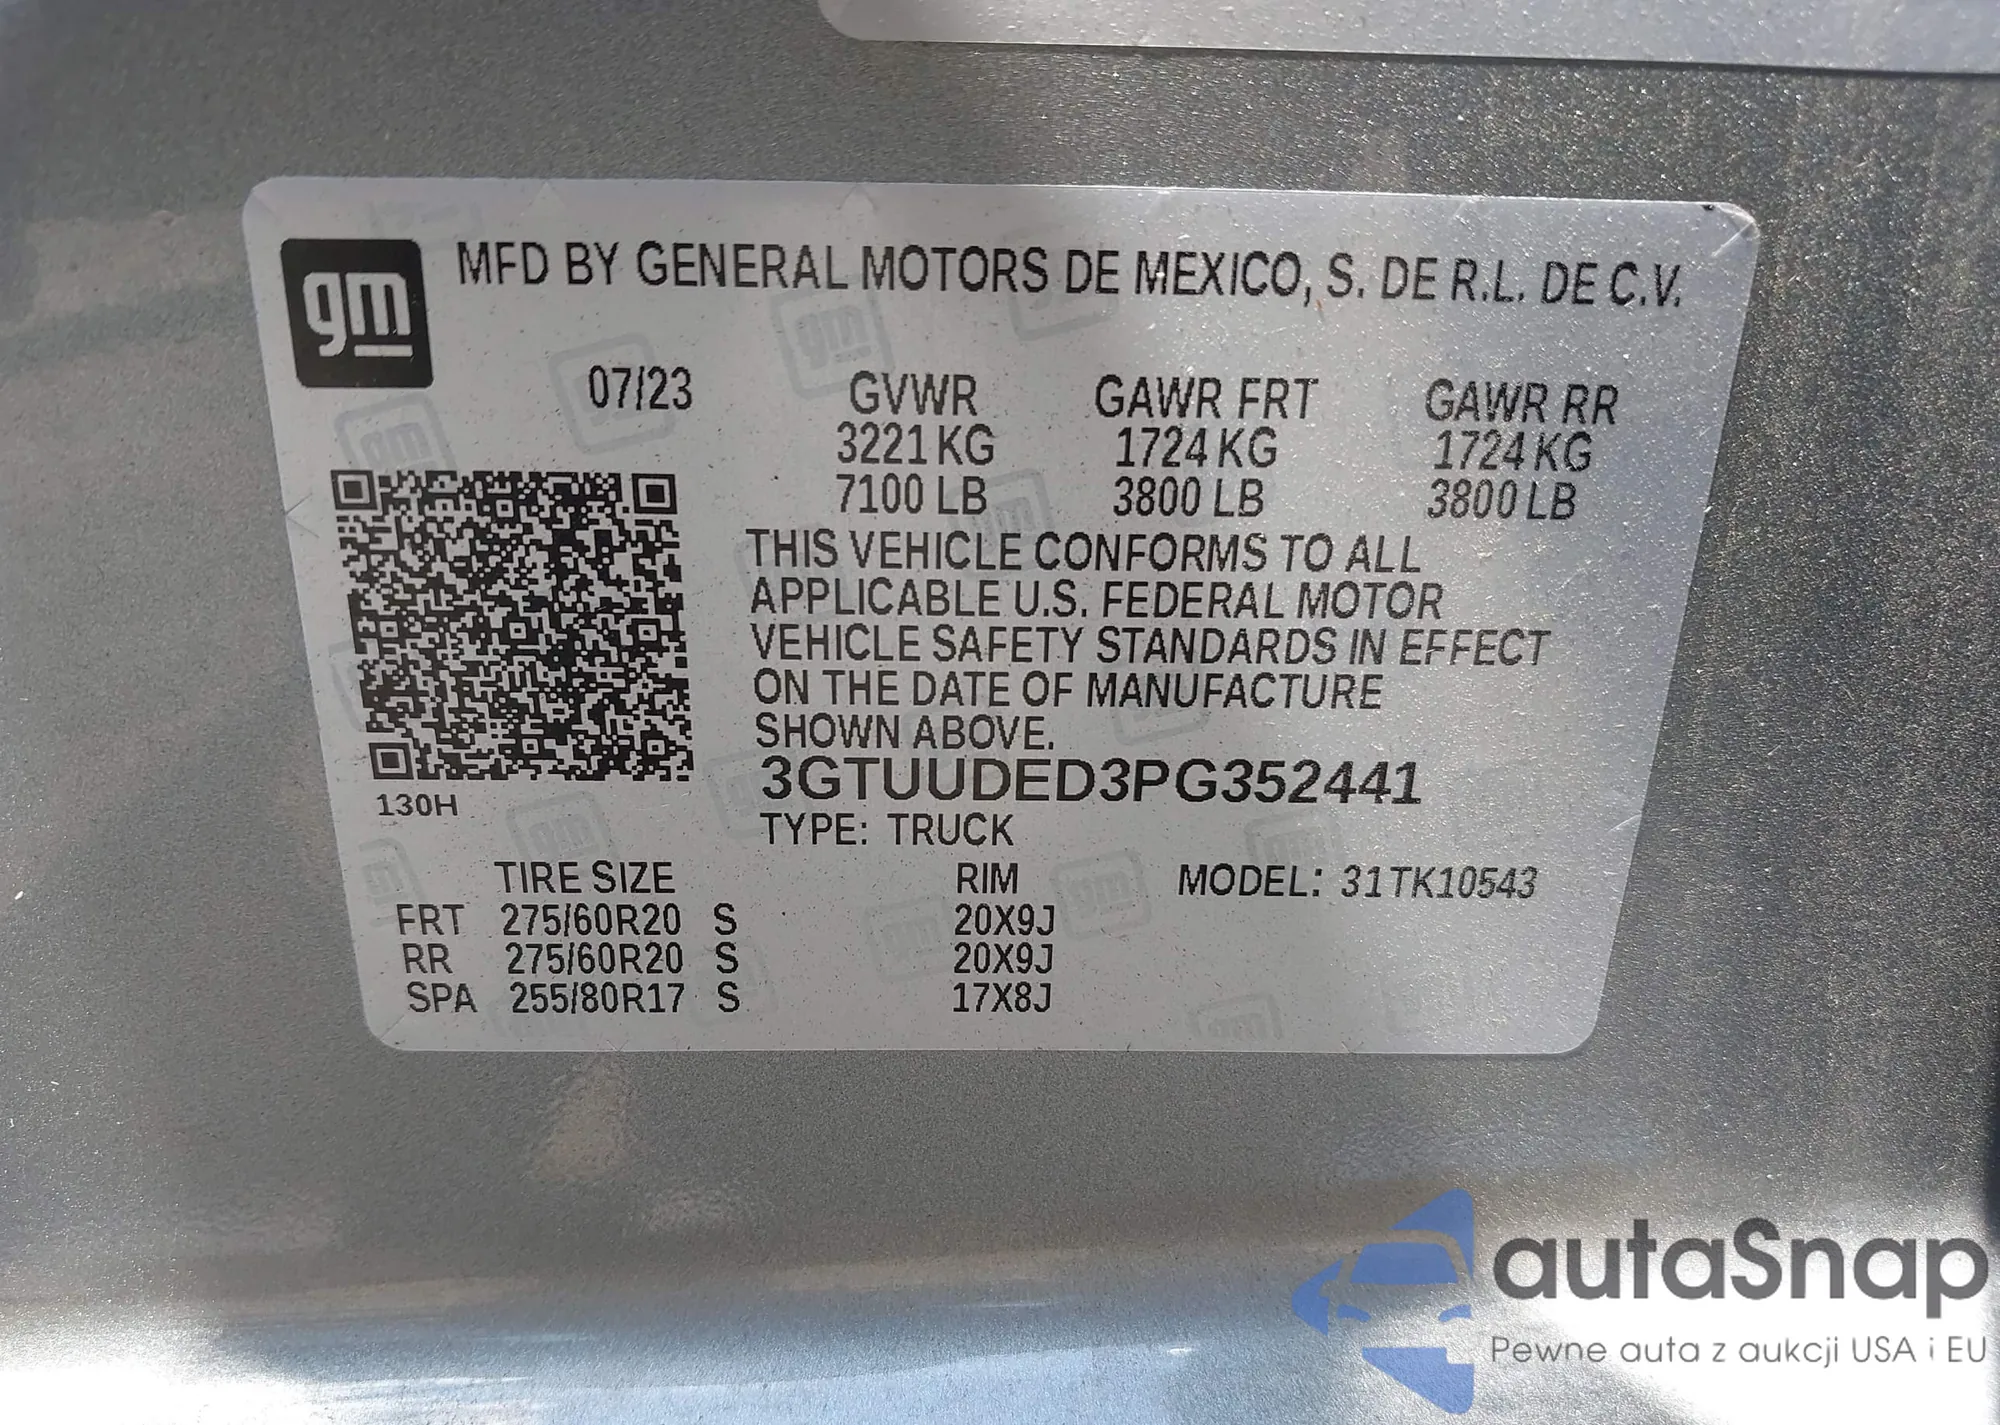 gm
MFD BY GENERAL MOTORS DE MEXICO, S. DE R.L. DE C.V.
07/23 GVWR GAWR FRT GAWR RR
3221 KG 1724 KG 1724 KG
7100 LB 3800 LB 3800 LB
THIS VEHICLE CONFORMS TO ALL
APPLICABLE U.S. FEDERAL MOTOR
VEHICLE SAFETY STANDARDS IN EFFECT
ON THE DATE OF MANUFACTURE
SHOWN ABOVE.
3GTUUDED3PG352441
130H
TYPE: TRUCK
TIRE SIZE RIM MODEL: 31TK10543
FRT 275/60R20 S 20X9J
RR 275/60R20 S 20X9J
SPA 255/80R17 S 17X8J
autaSnap
Pewne auta z aukcji USA i EU